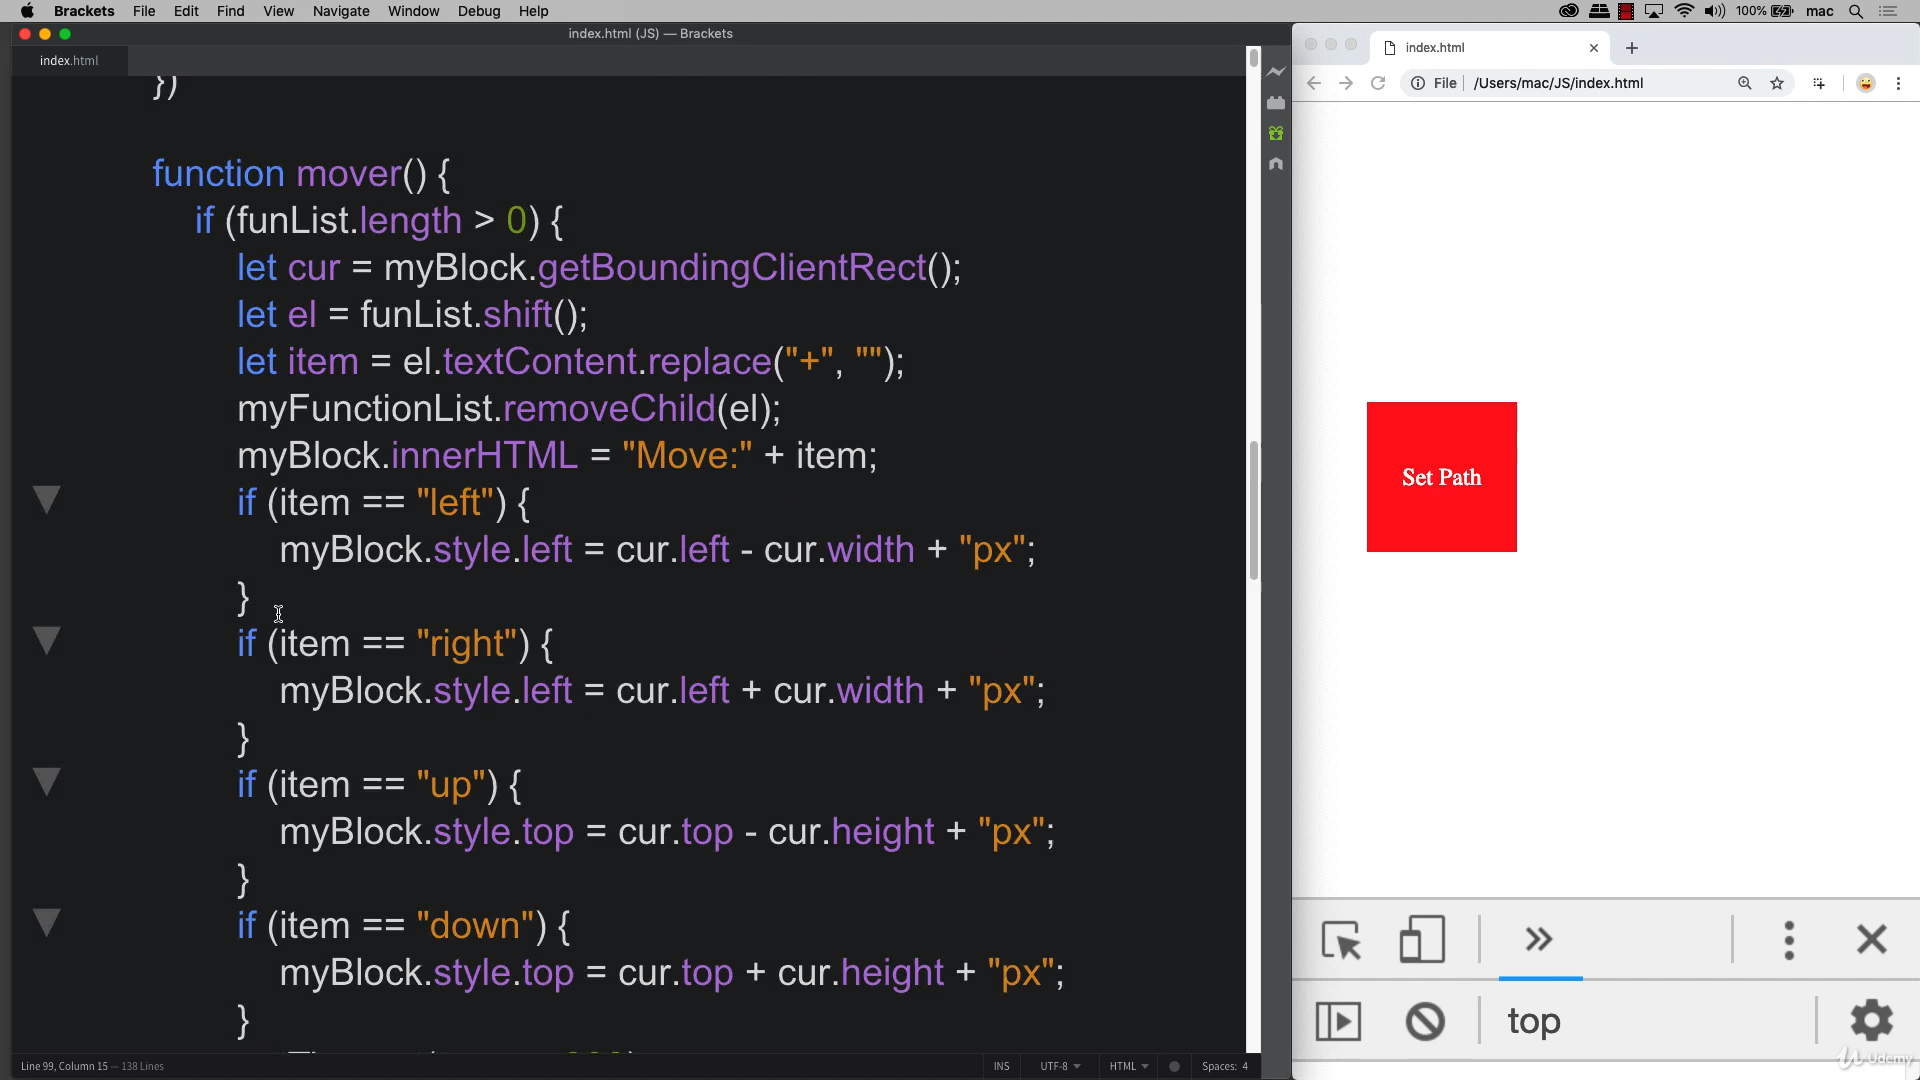 Brackets File Edit Find View Navigate Window Debug Help
100% mac
index.html (JS) — Brackets
index.html
})
function mover() {
if (funList.length > 0) {
let cur = myBlock.getBoundingClientRect();
let el = funList.shift();
let item = el.textContent.replace("+", "");
myFunctionList.removeChild(el);
myBlock.innerHTML = "Move:" + item;
if (item == "left") {
myBlock.style.left = cur.left - cur.width + "px";
}
if (item == "right") {
myBlock.style.left = cur.left + cur.width + "px";
}
if (item == "up") {
myBlock.style.top = cur.top - cur.height + "px";
}
if (item == "down") {
myBlock.style.top = cur.top + cur.height + "px";
}
Line 99, Column 15 — 138 Lines
INS UTF-8 HTML Spaces: 4
index.html
File /Users/mac/JS/index.html
Set Path
top
Udemy